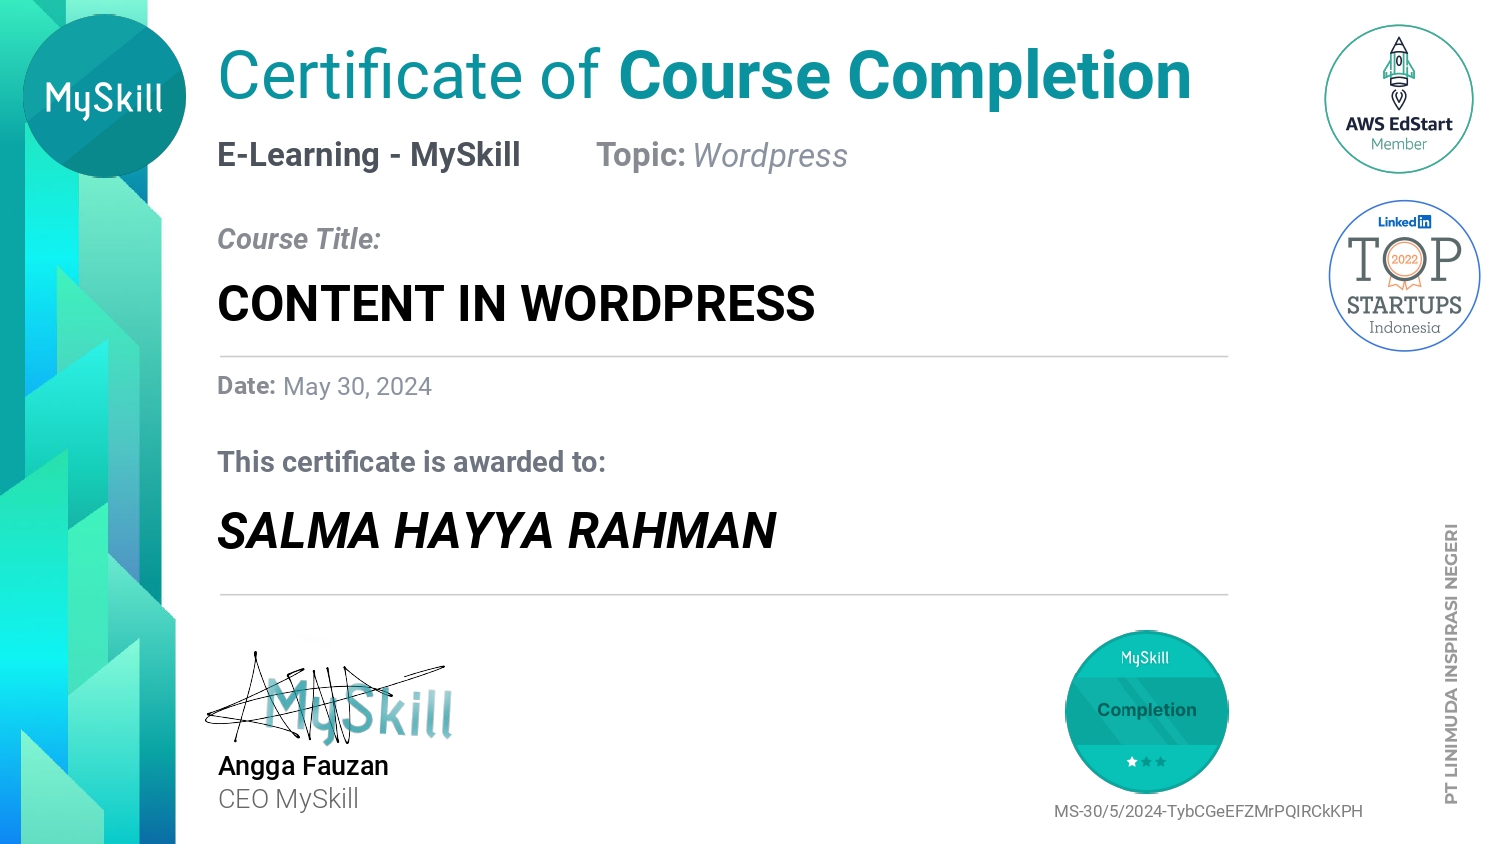 MySkill
Certificate of Course Completion
E-Learning - MySkill Topic: Wordpress
Course Title:
CONTENT IN WORDPRESS
Date: May 30, 2024
This certificate is awarded to:
SALMA HAYYA RAHMAN
MySkill
Angga Fauzan
CEO MySkill
AWS EdStart
Member
Linked in
TOP
2022
STARTUPS
Indonesia
MySkill
Completion
MS-30/5/2024-TybCGeEFZMrPQIRCkKPH
PT LINIMUDA INSPIRASI NEGERI